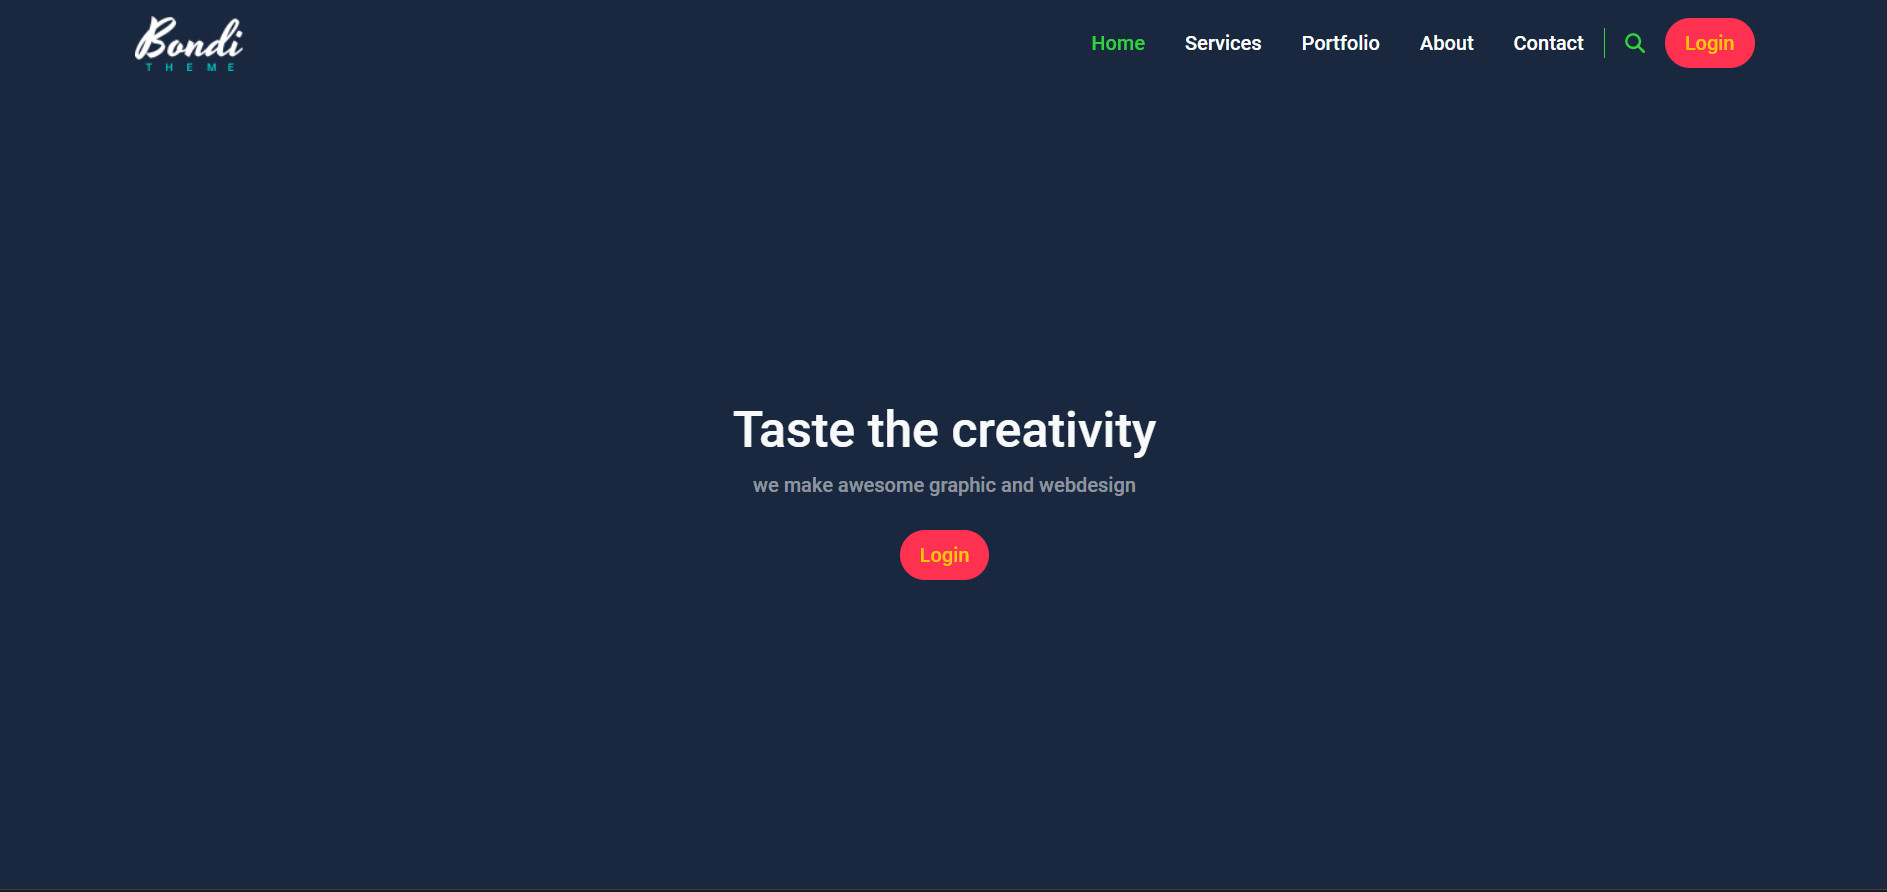 Bondi
THEME
Home Services Portfolio About Contact Login
Taste the creativity
we make awesome graphic and webdesign
Login